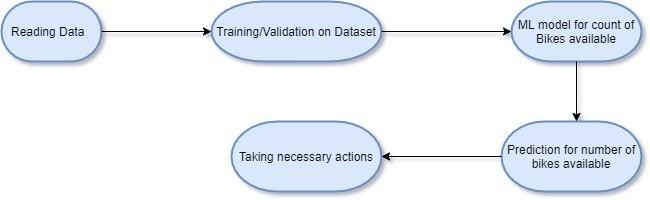 Reading Data
Training/Validation on Dataset
ML model for count of
Bikes available
Prediction for number of
bikes available
Taking necessary actions